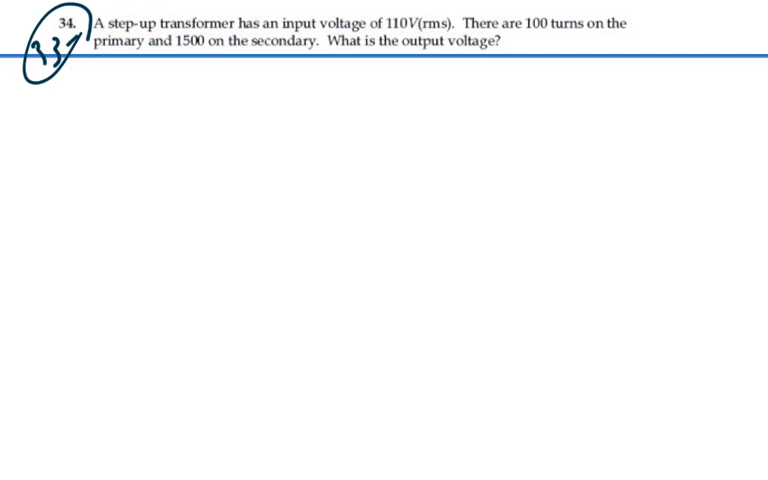 34. A step-up transformer has an input voltage of 110V(rms). There are 100 turns on the
primary and 1500 on the secondary. What is the output voltage?